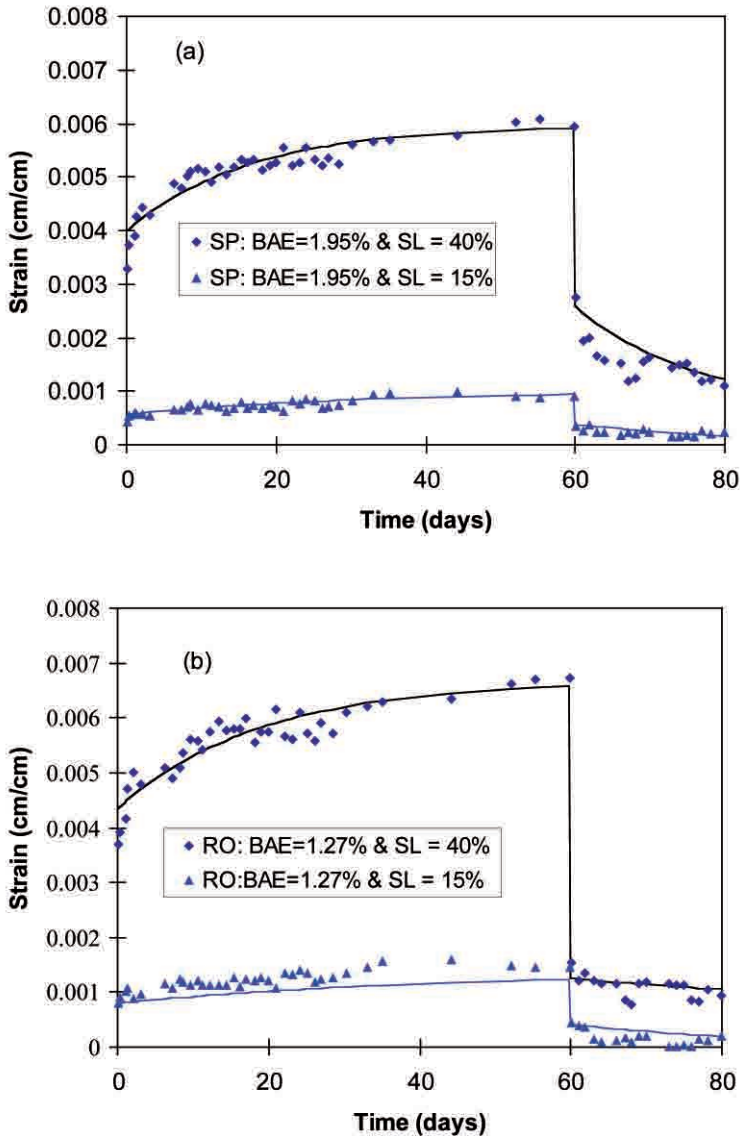 0.008
(a)
0.007
0.006
0.005
0.004
0.003
0.002
0.001
0
Strain (cm/cm)
SP: BAE=1.95% & SL = 40%
SP: BAE=1.95% & SL = 15%
0 20 40 60 80
Time (days)
0.008
(b)
0.007
0.006
0.005
0.004
0.003
0.002
0.001
0
Strain (cm/cm)
RO: BAE=1.27% & SL = 40%
RO:BAE=1.27% & SL = 15%
0 20 40 60 80
Time (days)